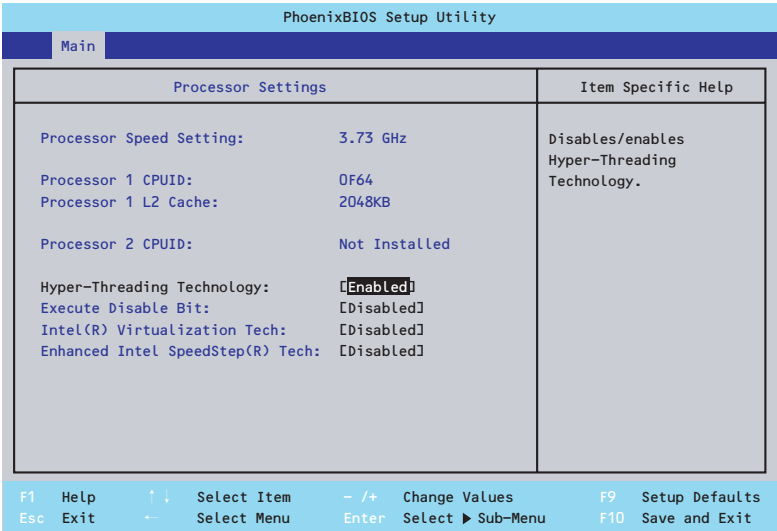 PhoenixBIOS Setup Utility
Main
Processor Settings
Item Specific Help
Processor Speed Setting: 3.73 GHz
Processor 1 CPUID: 0F64
Processor 1 L2 Cache: 2048KB
Processor 2 CPUID: Not Installed
Hyper-Threading Technology: [Enabled]
Execute Disable Bit: [Disabled]
Intel(R) Virtualization Tech: [Disabled]
Enhanced Intel SpeedStep(R) Tech: [Disabled]
Disables/enables
Hyper-Threading
Technology.
F1 Help ↑ ↓ Select Item - /+ Change Values F9 Setup Defaults
Esc Exit ← Select Menu Enter Select ▶ Sub-Menu F10 Save and Exit